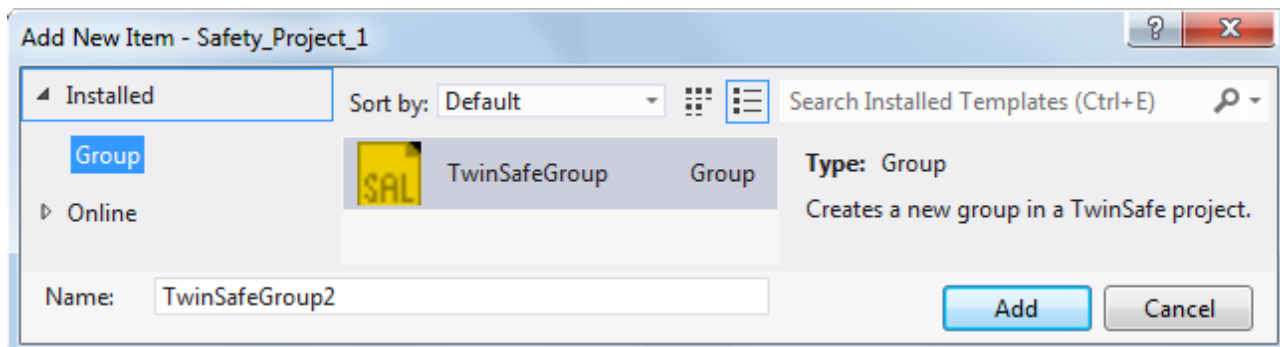 Add New Item - Safety_Project_1
?
Installed
Sort by: Default
Search Installed Templates (Ctrl+E)
Group
SAL
TwinSafeGroup Group
Type: Group
Creates a new group in a TwinSafe project.
Online
Name: TwinSafeGroup2
Add Cancel